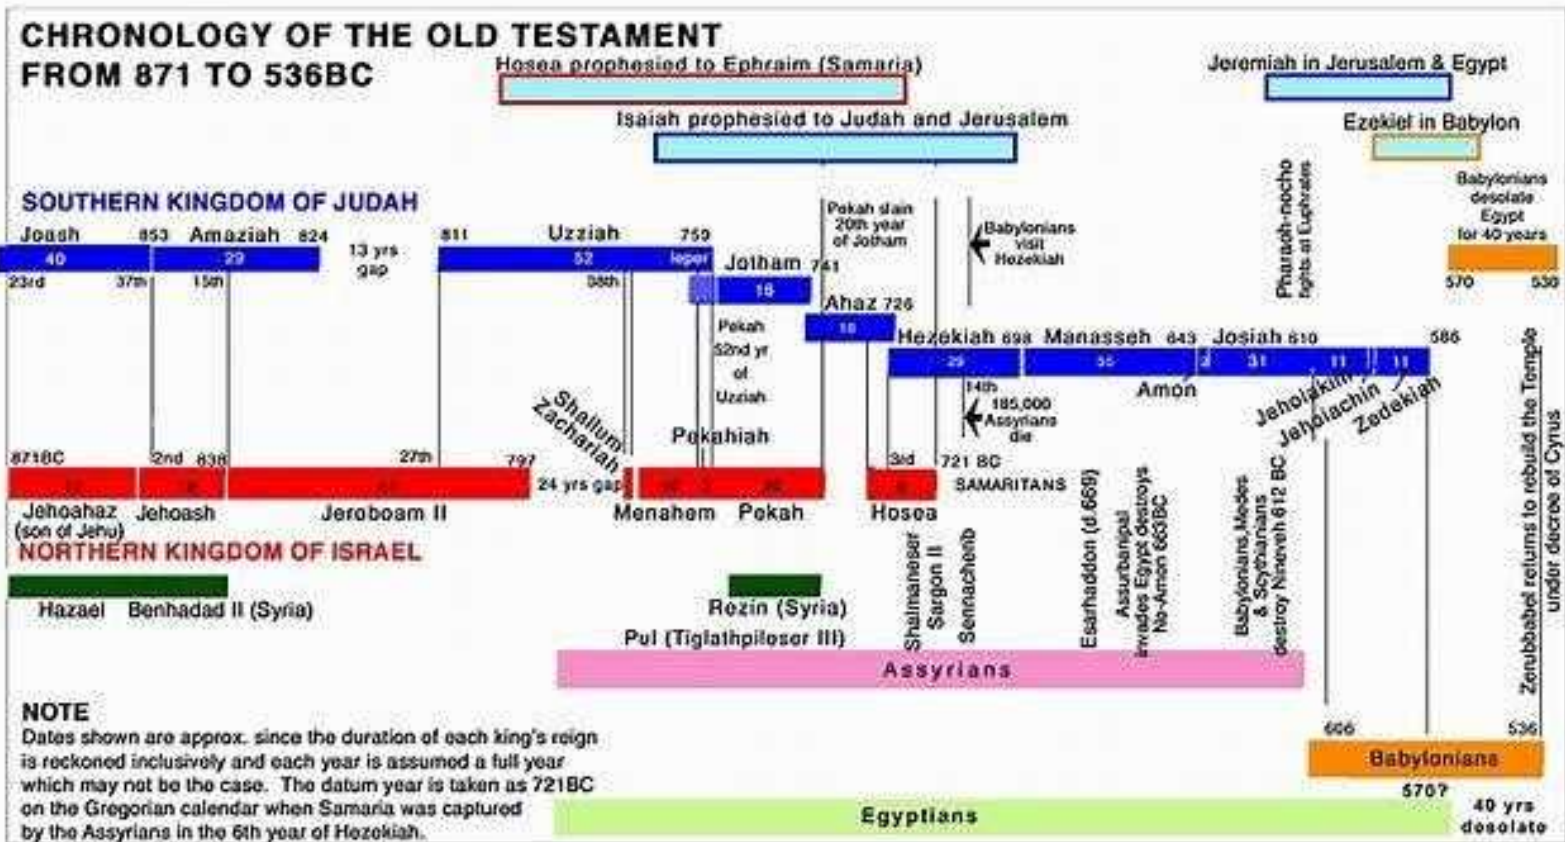 CHRONOLOGY OF THE OLD TESTAMENT
FROM 871 TO 536BC
Hosea prophesied to Ephraim (Samaria)
Isaiah prophesied to Judah and Jerusalem
Jeremiah in Jerusalem & Egypt
Ezekiel in Babylon
Babylonians
desolate
Egypt
for 40 years
570 530
Pharaoh-nocho
fights at Euphrates
SOUTHERN KINGDOM OF JUDAH
Joash 853 Amaziah 824
40 29
23rd 37th 15th
13 yrs
gap
811 Uzziah 759
52 leper
38th
Jotham 741
16
Pekah slain
20th year
of Jotham
Babylonians
visit
Hezekiah
Ahaz 726
16
Pekah
52nd yr
of
Uzziah
Hezekiah 698 Manasseh 643 Josiah 610 586
29 55 2 31 11 11
Amon
Jehoiakim
Jehoiachin
Zedekiah
14th
185,000
Assyrians
die
Shallum
Zachariah
Pekahiah
871BC 2nd 838 27th 797
24 yrs gap
3rd 721 BC
SAMARITANS
Jehoahaz
(son of Jehu)
Jehoash
Jeroboam II
Menahem Pekah Hosea
NORTHERN KINGDOM OF ISRAEL
Hazael Benhadad II (Syria)
Rezin (Syria)
Pul (Tiglathpileser III)
Shalmaneser
Sargon II
Sennacherib
Esarhaddon (d.669)
Assurbanipal
invades Egypt destroys
No-Amon 663BC
Babylonians,Medes
& Scythianians
destroy Nineveh 612 BC
Zerubbabel returns to rebuild the Temple
under decree of Cyrus
Assyrians
606 536
Babylonians
570?
Egyptians
40 yrs
desolate
NOTE
Dates shown are approx. since the duration of each king's reign
is reckoned inclusively and each year is assumed a full year
which may not be the case. The datum year is taken as 721BC
on the Gregorian calendar when Samaria was captured
by the Assyrians in the 6th year of Hezekiah.